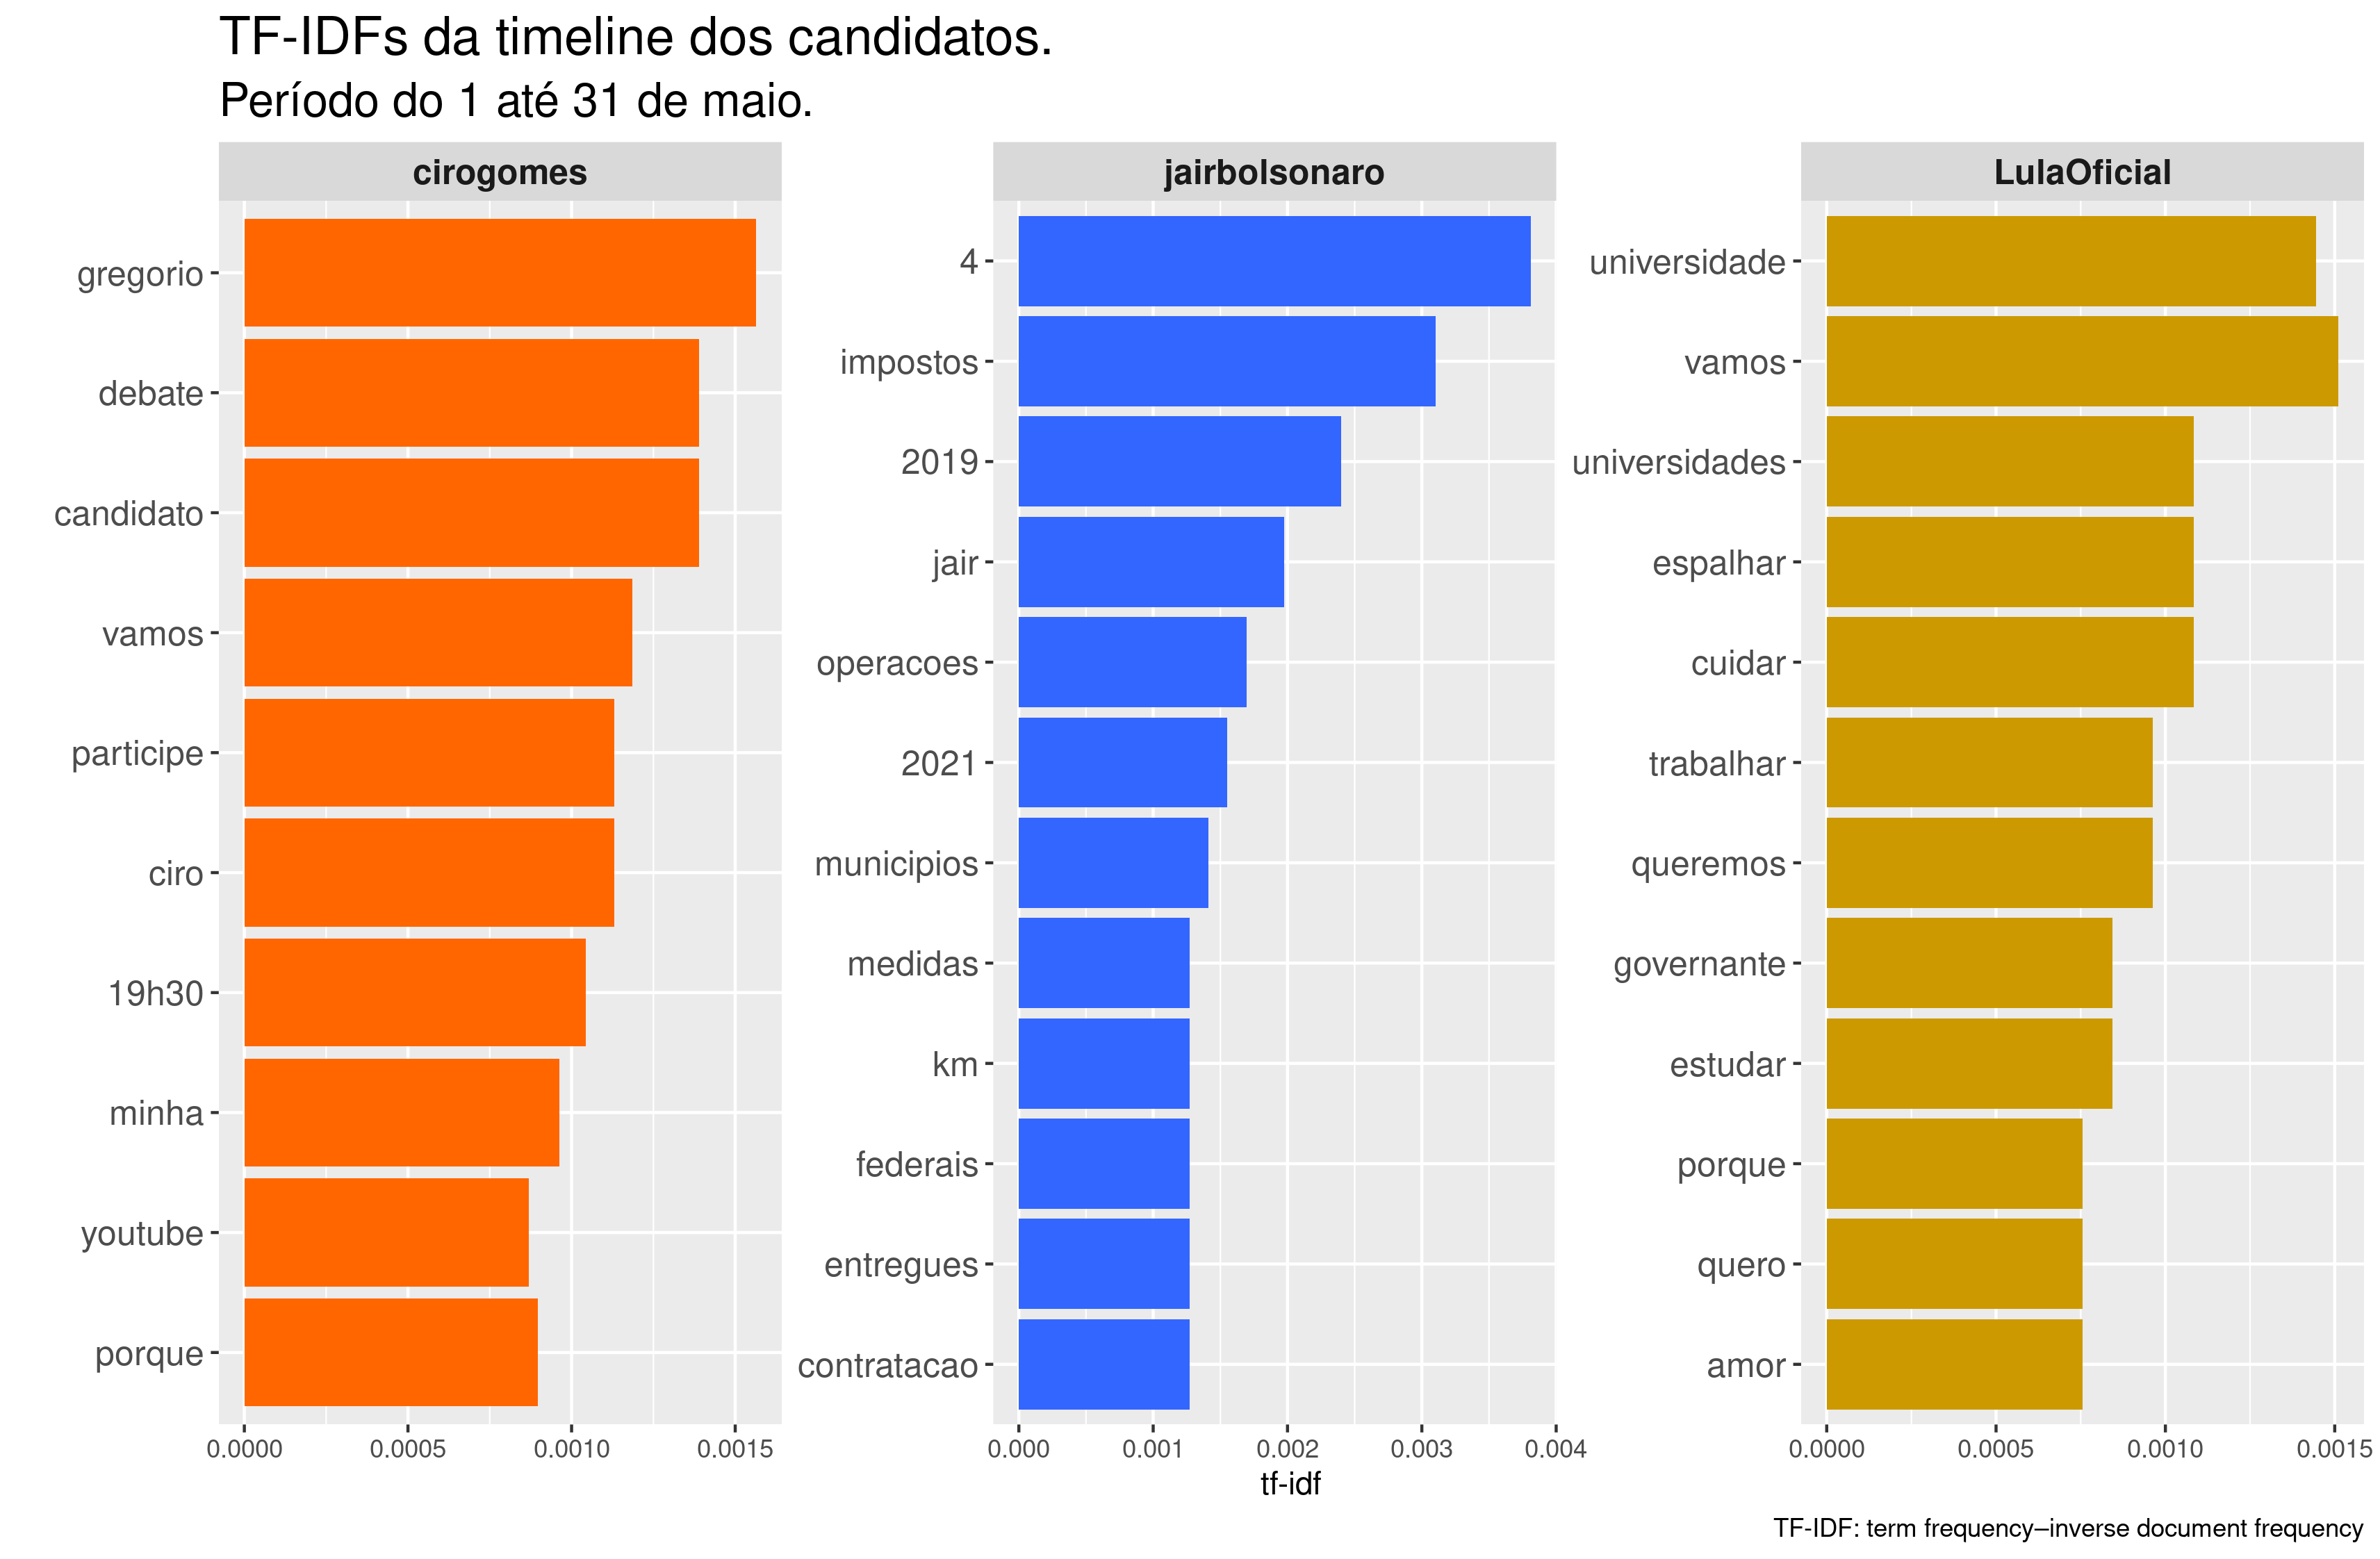 TF-IDFs da timeline dos candidatos.
Período do 1 até 31 de maio.
cirogomes
gregorio
debate
candidato
vamos
participe
ciro
19h30
minha
youtube
porque
0.0000 0.0005 0.0010 0.0015
jairbolsonaro
4
impostos
2019
jair
operacoes
2021
municipios
medidas
km
federais
entregues
contratacao
0.000 0.001 0.002 0.003 0.004
LulaOficial
universidade
vamos
universidades
espalhar
cuidar
trabalhar
queremos
governante
estudar
porque
quero
amor
0.0000 0.0005 0.0010 0.0015
tf-idf
TF-IDF: term frequency–inverse document frequency